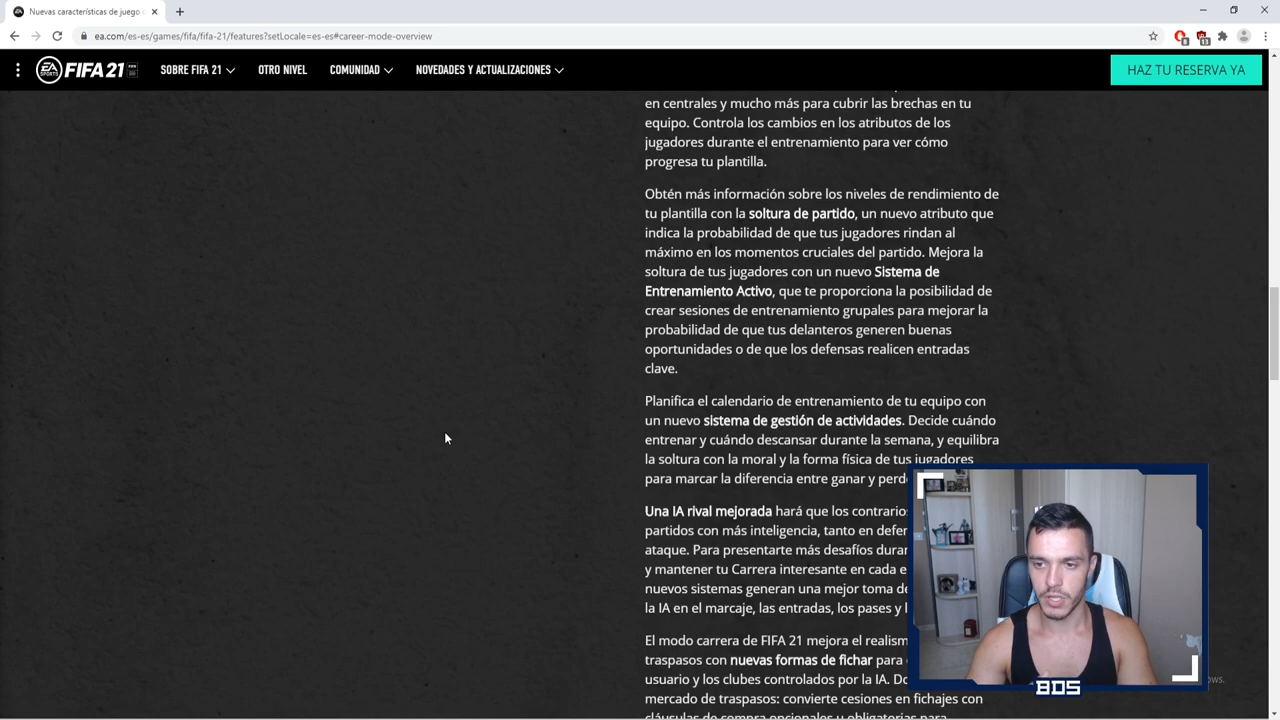 Nuevas características de juego
ea.com/es-es/games/fifa/fifa-21/features?setLocale=es-es#career-mode-overview
EA SPORTS FIFA 21
SOBRE FIFA 21
OTRO NIVEL
COMUNIDAD
NOVEDADES Y ACTUALIZACIONES
HAZ TU RESERVA YA
en centrales y mucho más para cubrir las brechas en tu
equipo. Controla los cambios en los atributos de los
jugadores durante el entrenamiento para ver cómo
progresa tu plantilla.
Obtén más información sobre los niveles de rendimiento de
tu plantilla con la soltura de partido, un nuevo atributo que
indica la probabilidad de que tus jugadores rindan al
máximo en los momentos cruciales del partido. Mejora la
soltura de tus jugadores con un nuevo Sistema de
Entrenamiento Activo, que te proporciona la posibilidad de
crear sesiones de entrenamiento grupales para mejorar la
probabilidad de que tus delanteros generen buenas
oportunidades o de que los defensas realicen entradas
clave.
Planifica el calendario de entrenamiento de tu equipo con
un nuevo sistema de gestión de actividades. Decide cuándo
entrenar y cuándo descansar durante la semana, y equilibra
la soltura con la moral y la forma física de tus jugadores
para marcar la diferencia entre ganar y
Una IA rival mejorada hará que los contrarios
partidos con más inteligencia, tanto en
ataque. Para presentarte más desafíos
y mantener tu Carrera interesante en cada
nuevos sistemas generan una mejor toma
la IA en el marcaje, las entradas, los pases y
El modo carrera de FIFA 21 mejora el
traspasos con nuevas formas de fichar para
usuario y los clubes controlados por la IA.
mercado de traspasos: convierte cesiones en fichajes con
cláusulas de compra opcionales u obligatorias para
BDS